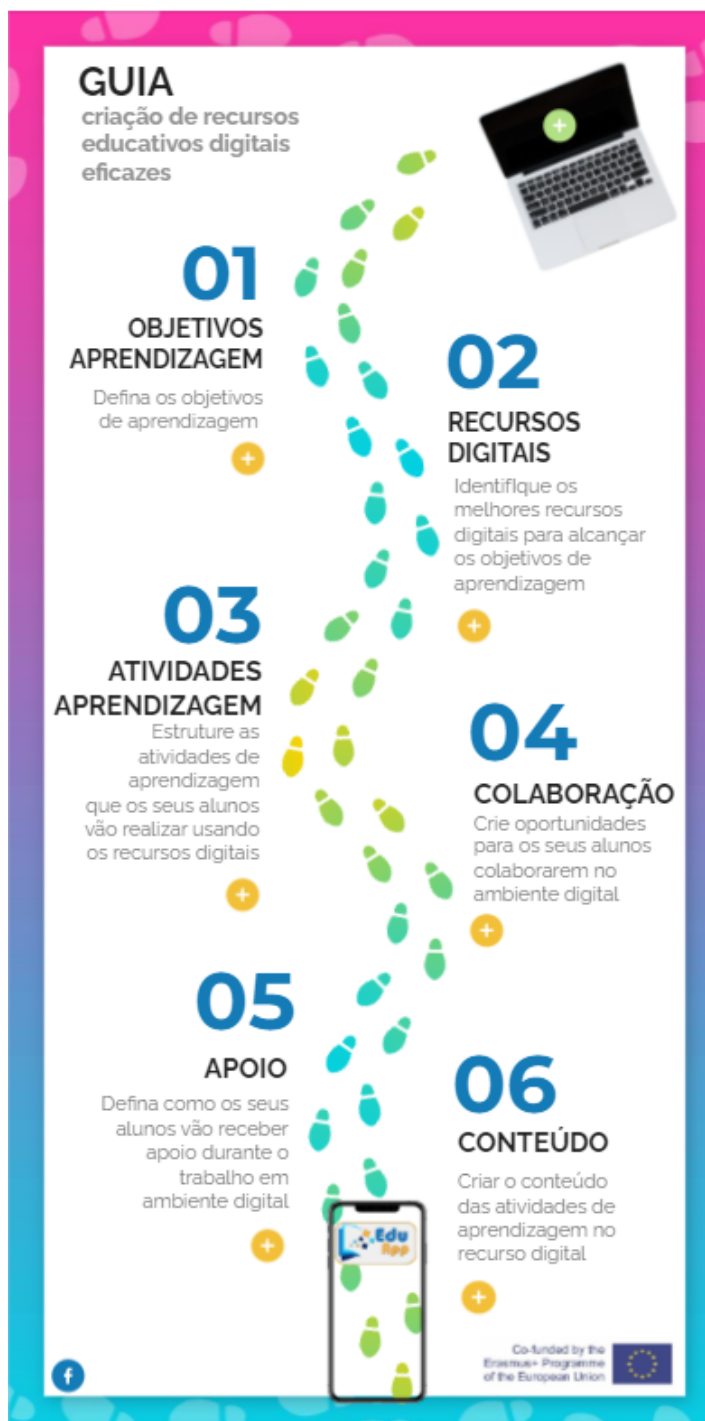 GUIA
criação de recursos
educativos digitais
eficazes
01
OBJETIVOS
APRENDIZAGEM
Defina os objetivos
de aprendizagem
02
RECURSOS
DIGITAIS
Identifique os
melhores recursos
digitais para alcançar
os objetivos de
aprendizagem
03
ATIVIDADES
APRENDIZAGEM
Estruture as
atividades de
aprendizagem
que os seus alunos
vão realizar usando
os recursos digitais
04
COLABORAÇÃO
Crie oportunidades
para os seus alunos
colaborarem no
ambiente digital
05
APOIO
Defina como os seus
alunos vão receber
apoio durante o
trabalho em
ambiente digital
06
CONTEÚDO
Criar o conteúdo
das atividades de
aprendizagem no
recurso digital
Edu
App
Co-funded by the
Erasmus+ Programme
of the European Union